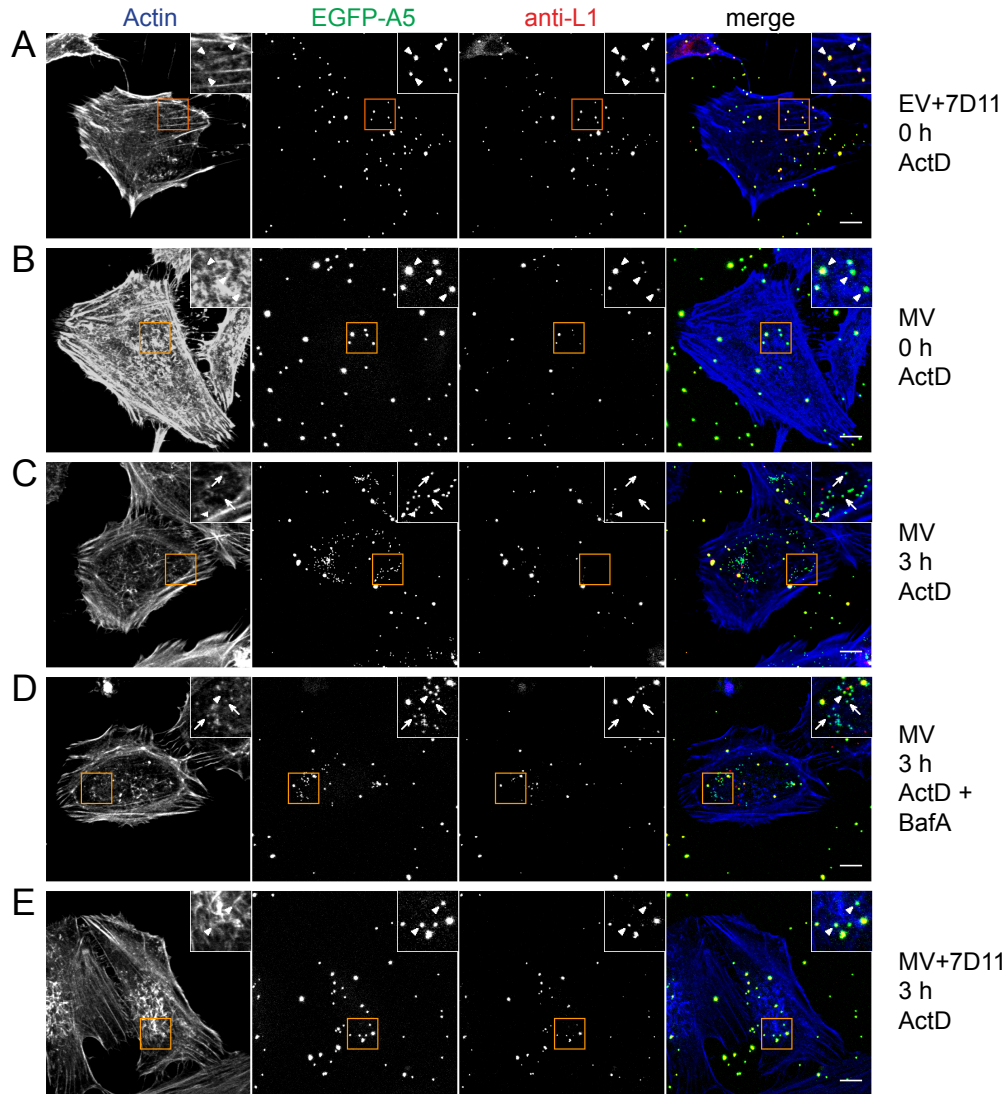 Actin EGFP-A5 anti-L1 merge
A
EV+7D11
0 h
ActD
B
MV
0 h
ActD
C
MV
3 h
ActD
D
MV
3 h
ActD +
BafA
E
MV+7D11
3 h
ActD